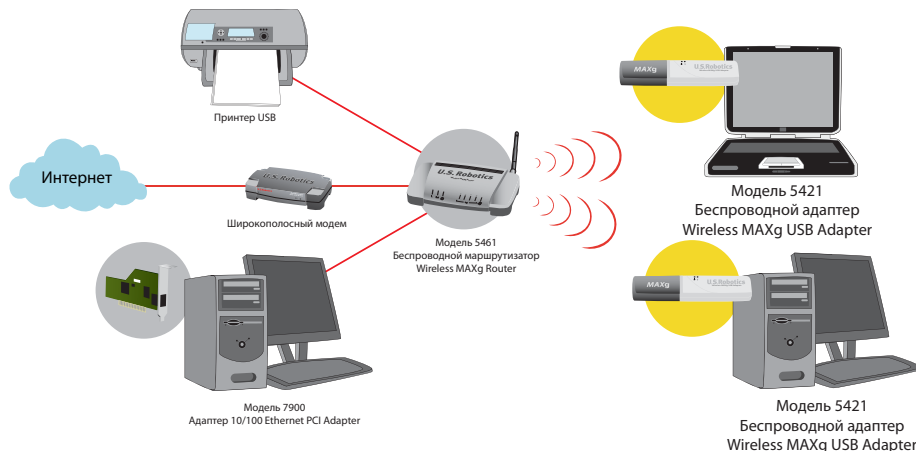 Принтер USB
MAXg
U.S.Robotics
Интернет
U.S. Robotics
U.S. Robotics
Широкополосный модем
Модель 5461
Беспроводной маршрутизатор
Wireless MAXg Router
Модель 5421
Беспроводной адаптер
Wireless MAXg USB Adapter
MAXg
U.S.Robotics
Модель 7900
Адаптер 10/100 Ethernet PCI Adapter
Модель 5421
Беспроводной адаптер
Wireless MAXg USB Adapter